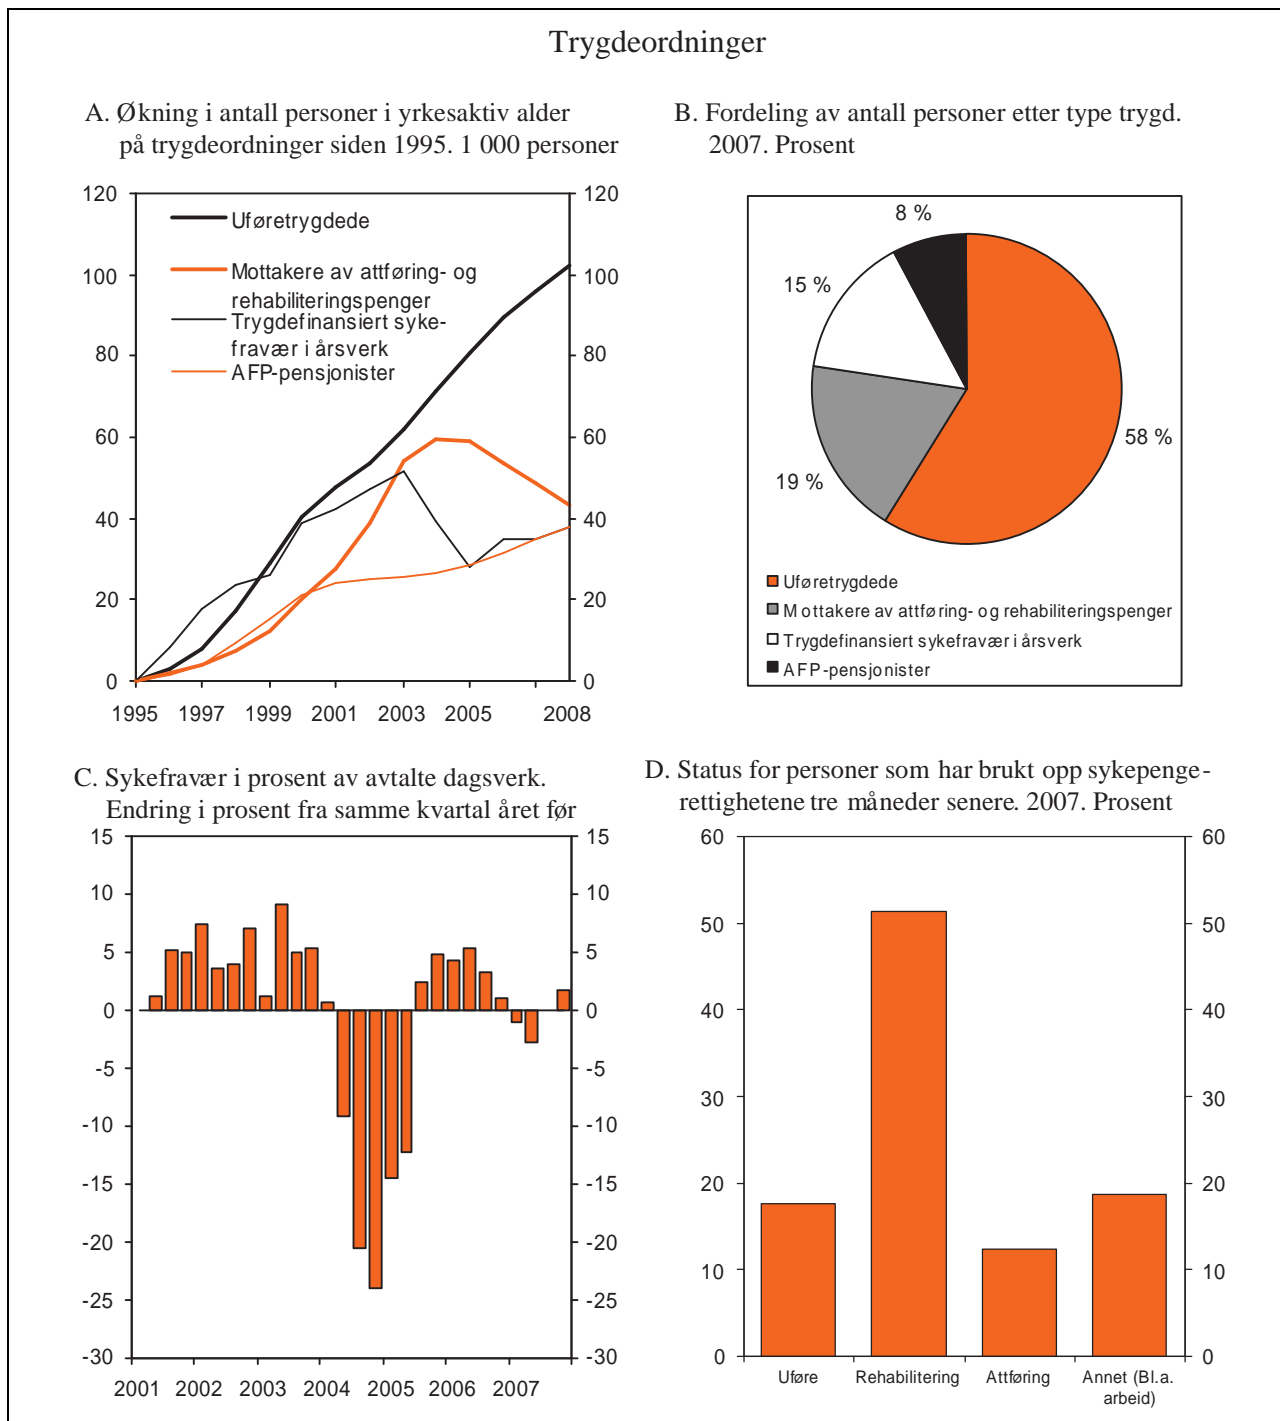 Trygdeordninger
A. Økning i antall personer i yrkesaktiv alder
på trygdeordninger siden 1995. 1 000 personer
120
100
80
60
40
20
0
120
100
80
60
40
20
0
Uføretrygdede
Mottakere av attføring- og
rehabiliteringspenger
Trygdefinansiert syke-
fravær i årsverk
AFP-pensjonister
1995 1997 1999 2001 2003 2005 2008
B. Fordeling av antall personer etter type trygd.
2007. Prosent
8 %
15 %
58 %
19 %
Uføretrygdede
Mottakere av attføring- og rehabiliteringspenger
Trygdefinansiert sykefravær i årsverk
AFP-pensjonister
C. Sykefravær i prosent av avtalte dagsverk.
Endring i prosent fra samme kvartal året før
15
10
5
0
-5
-10
-15
-20
-25
-30
15
10
5
0
-5
-10
-15
-20
-25
-30
2001 2002 2003 2004 2005 2006 2007
D. Status for personer som har brukt opp sykepenge-
rettighetene tre måneder senere. 2007. Prosent
60
50
40
30
20
10
0
60
50
40
30
20
10
0
Uføre Rehabilitering Attføring Annet (Bl.a.
arbeid)